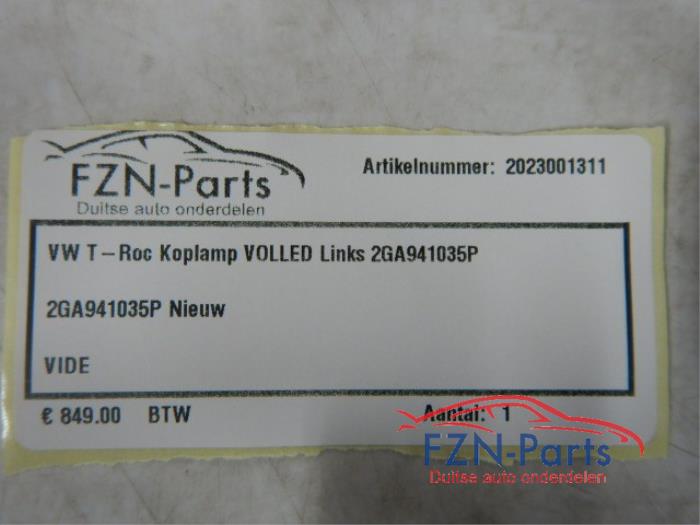 FZN-Parts
Duitse auto onderdelen
Artikelnummer: 2023001311
VW T-Roc Koplamp VOLLED Links 2GA941035P
2GA941035P Nieuw
VIDE
€ 849.00 BTW
Aantal: 1
FZN-Parts
Duitse auto onderdelen